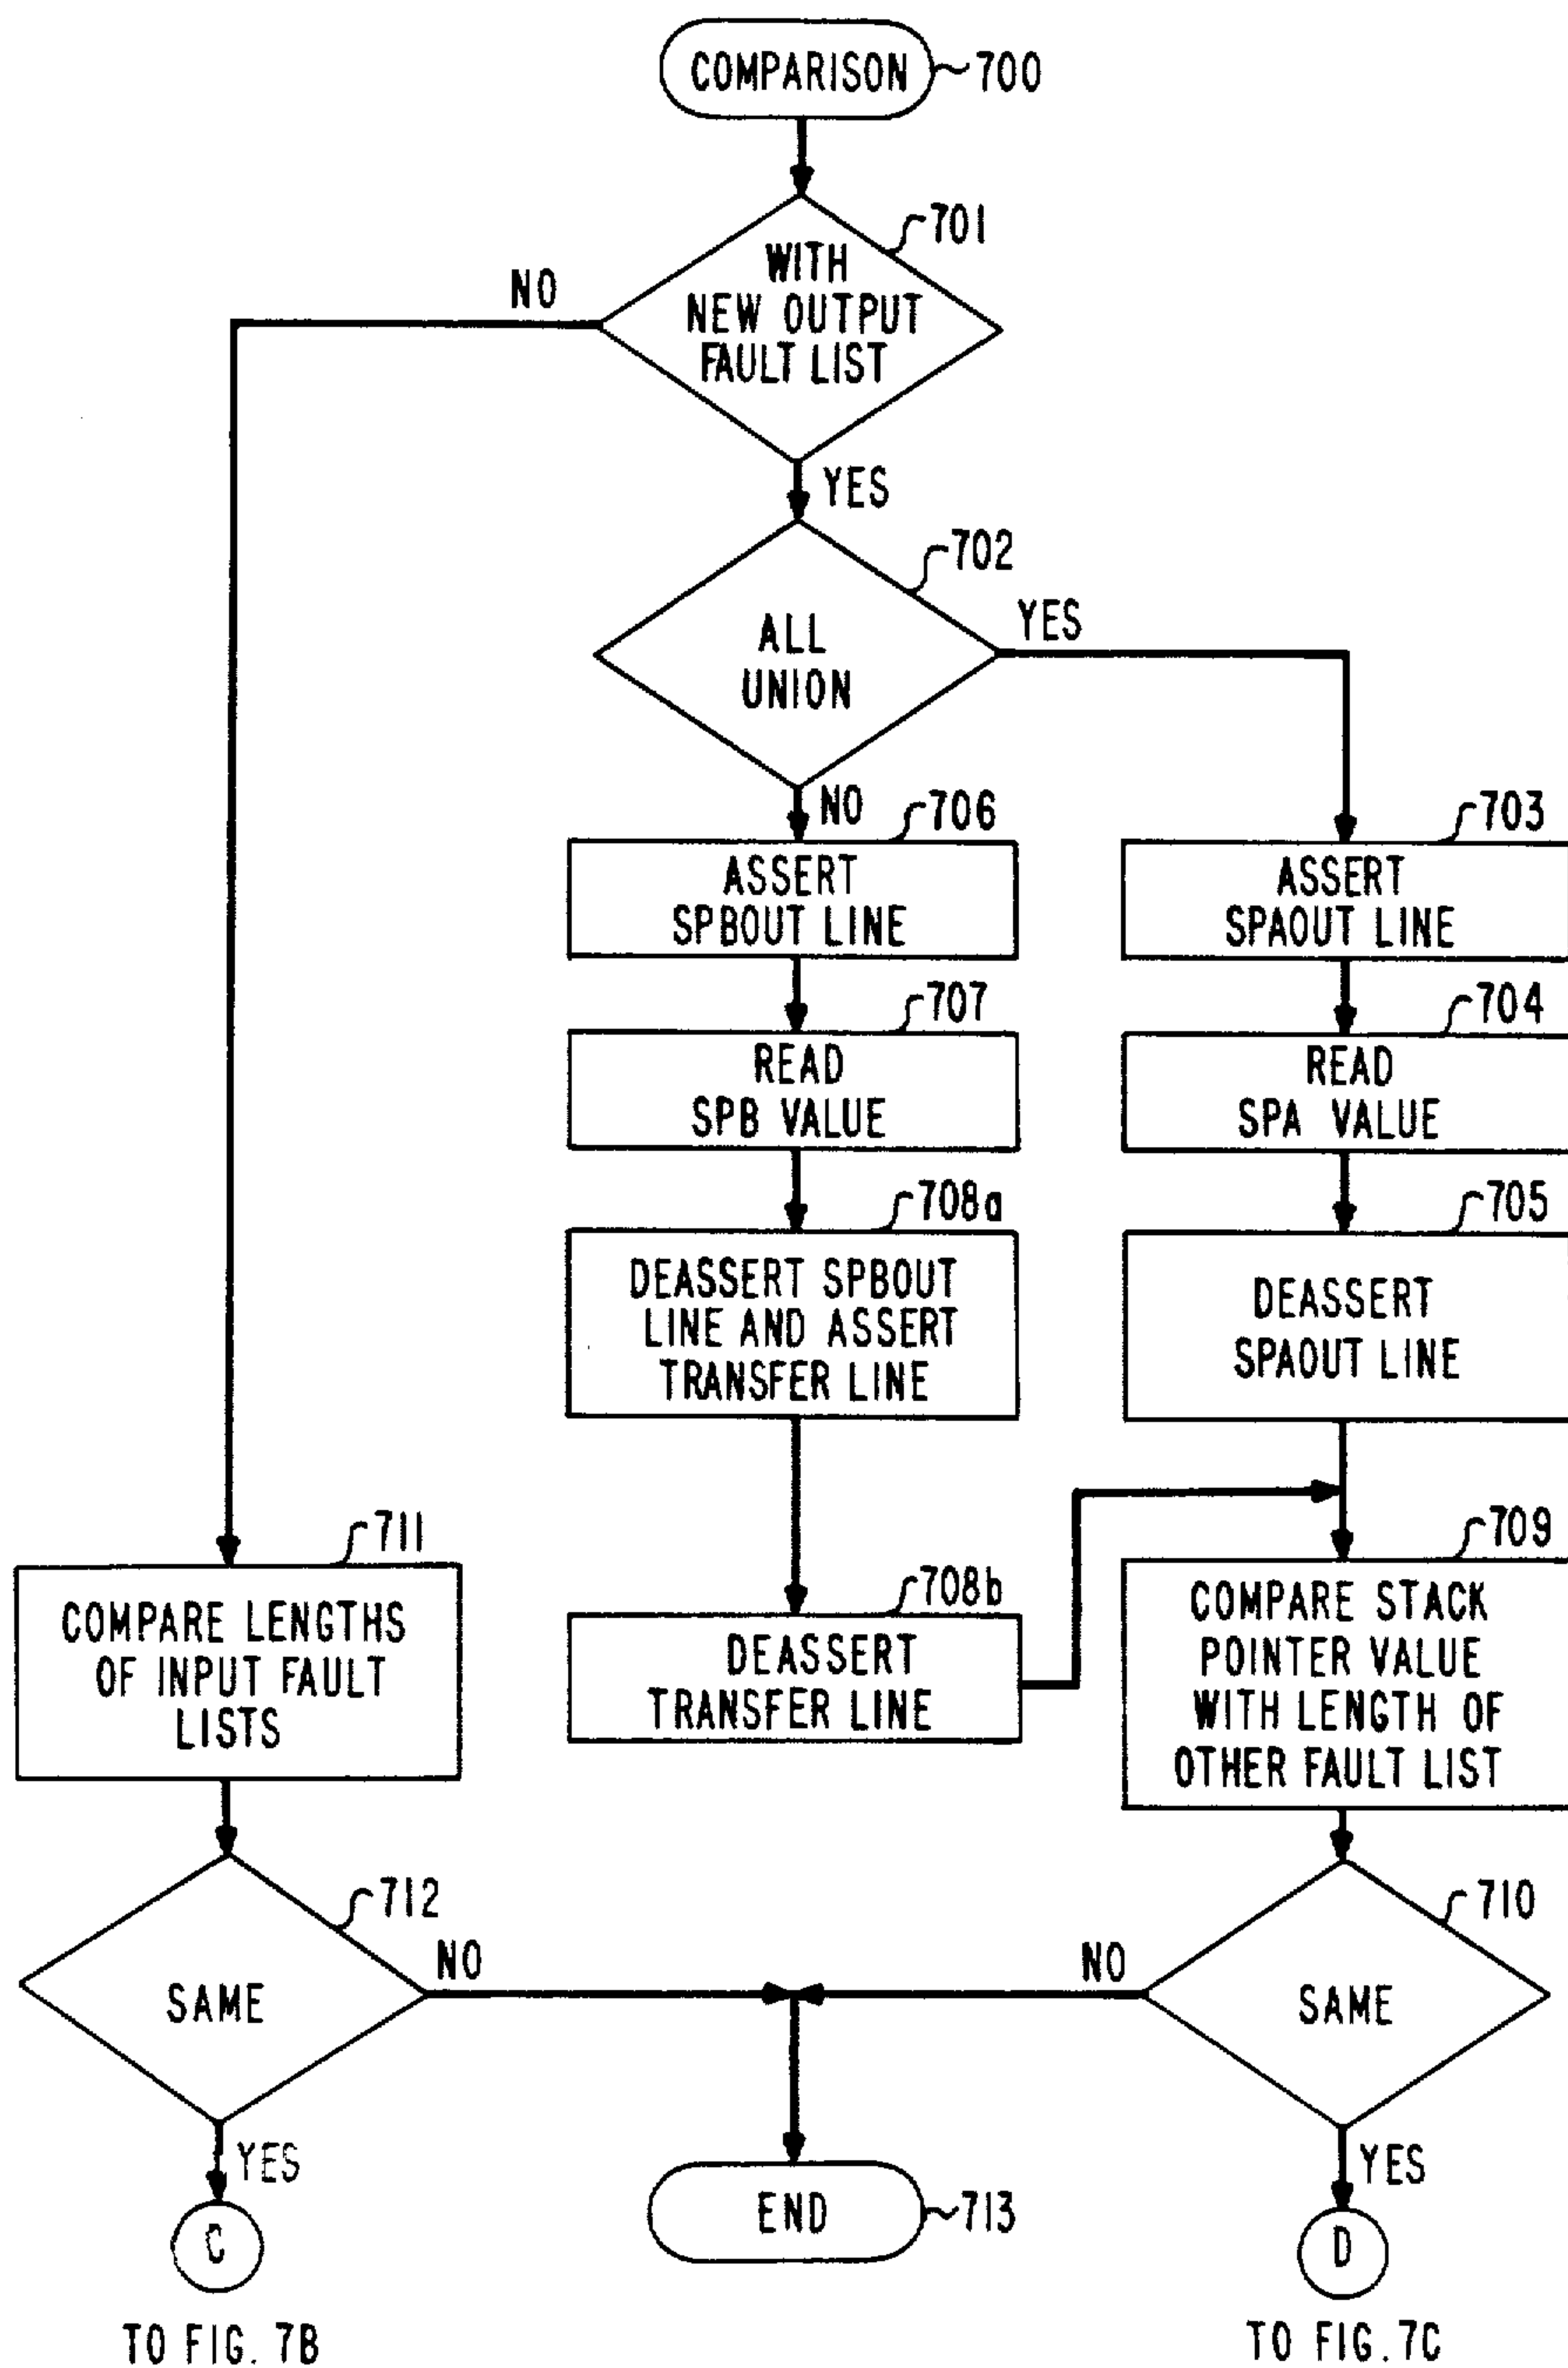 COMPARISON
700
701
WITH
NEW OUTPUT
FAULT LIST
NO
YES
702
ALL
UNION
YES
NO
706
ASSERT
SPBOUT LINE
703
ASSERT
SPAOUT LINE
707
READ
SPB VALUE
704
READ
SPA VALUE
708a
DEASSERT SPBOUT
LINE AND ASSERT
TRANSFER LINE
705
DEASSERT
SPAOUT LINE
711
COMPARE LENGTHS
OF INPUT FAULT
LISTS
708b
DEASSERT
TRANSFER LINE
709
COMPARE STACK
POINTER VALUE
WITH LENGTH OF
OTHER FAULT LIST
712
SAME
NO
YES
710
SAME
NO
YES
C
TO FIG. 7B
END
713
D
TO FIG. 7C